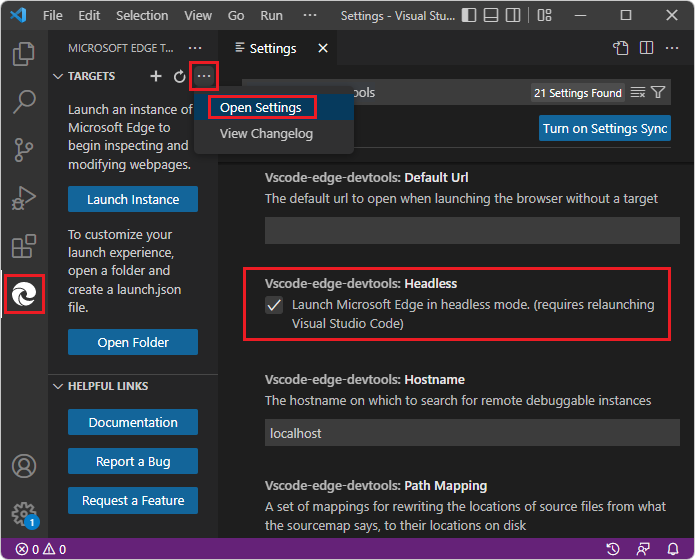 File Edit Selection View Go Run ··· Settings - Visual Stu...
MICROSOFT EDGE T... ···
Settings
TARGETS ···
Open Settings
View Changelog
tools
21 Settings Found
Turn on Settings Sync
Launch an instance of
Microsoft Edge to
begin inspecting and
modifying webpages.
Launch Instance
To customize your
launch experience,
open a folder and
create a launch.json
file.
Open Folder
HELPFUL LINKS
Documentation
Report a Bug
Request a Feature
Vscode-edge-devtools: Default Url
The default url to open when launching the browser without a target
Vscode-edge-devtools: Headless
Launch Microsoft Edge in headless mode. (requires relaunching
Visual Studio Code)
Vscode-edge-devtools: Hostname
The hostname on which to search for remote debuggable instances
localhost
Vscode-edge-devtools: Path Mapping
A set of mappings for rewriting the locations of source files from what
the sourcemap says, to their locations on disk
1
0 0